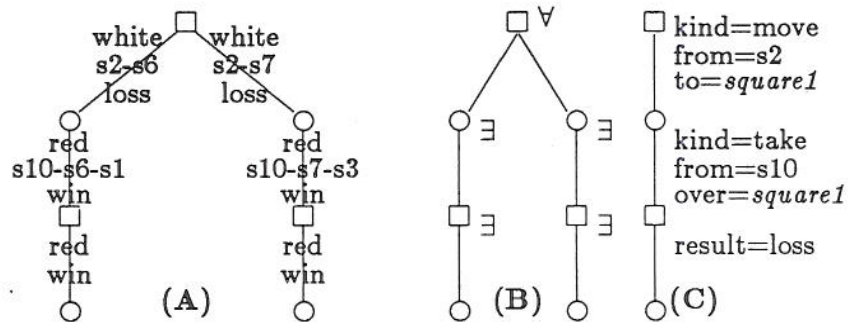 white
s2-s6
loss
white
s2-s7
loss
red
s10-s6-s1
win
red
s10-s7-s3
win
red
win
red
win
(A)
∀
∃
∃
∃
∃
(B)
kind=move
from=s2
to=square1
kind=take
from=s10
over=square1
result=loss
(C)